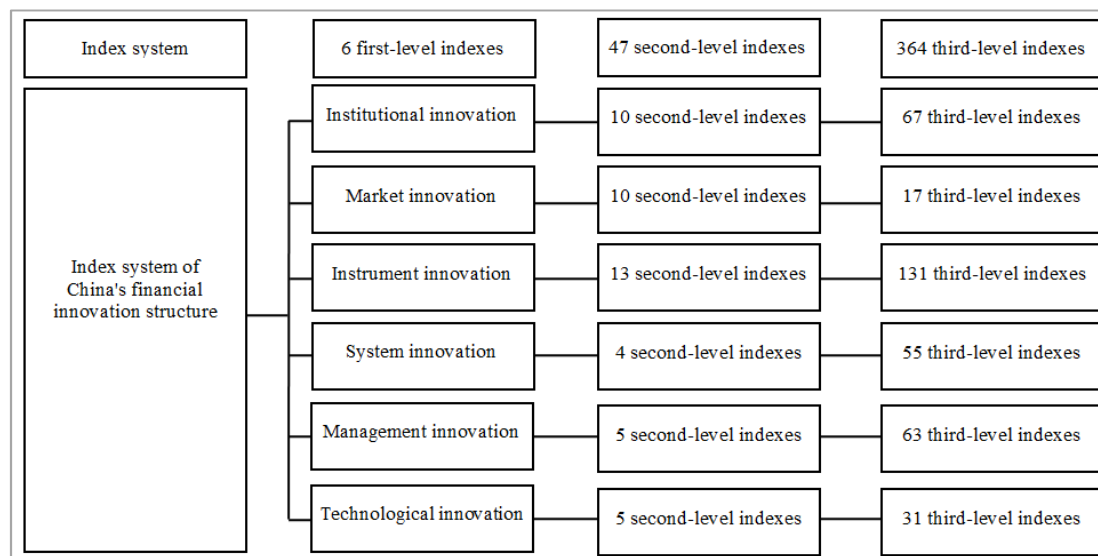 Index system
6 first-level indexes
47 second-level indexes
364 third-level indexes
Index system of
China's financial
innovation structure
Institutional innovation
10 second-level indexes
67 third-level indexes
Market innovation
10 second-level indexes
17 third-level indexes
Instrument innovation
13 second-level indexes
131 third-level indexes
System innovation
4 second-level indexes
55 third-level indexes
Management innovation
5 second-level indexes
63 third-level indexes
Technological innovation
5 second-level indexes
31 third-level indexes